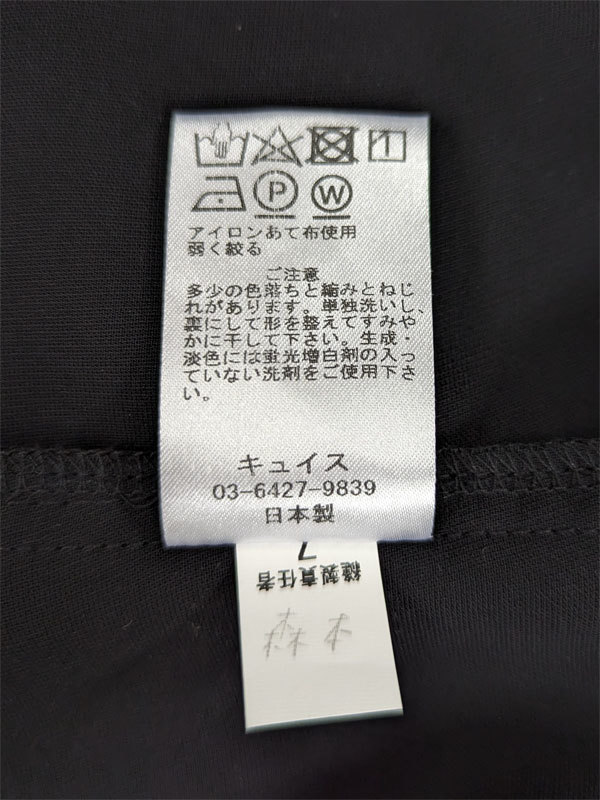 P W
アイロンあて布使用
弱く絞る
ご注意
多少の色落ちと縮みとねじ
れがあります。単独洗いし、
裏にして形を整えてすみや
かに干して下さい。生成・
淡色には蛍光増白剤の入っ
ていない洗剤をご使用下さ
い。
キュイス
03-6427-9839
日本製
7
縫製責任者
森本